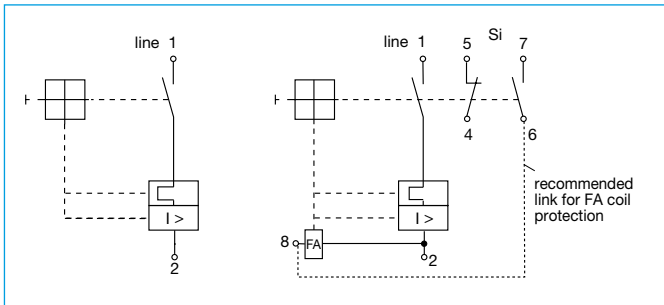 line 1
I >
2
line 1
5
Si
7
4
6
recommended
link for FA coil
protection
I >
8
FA
2